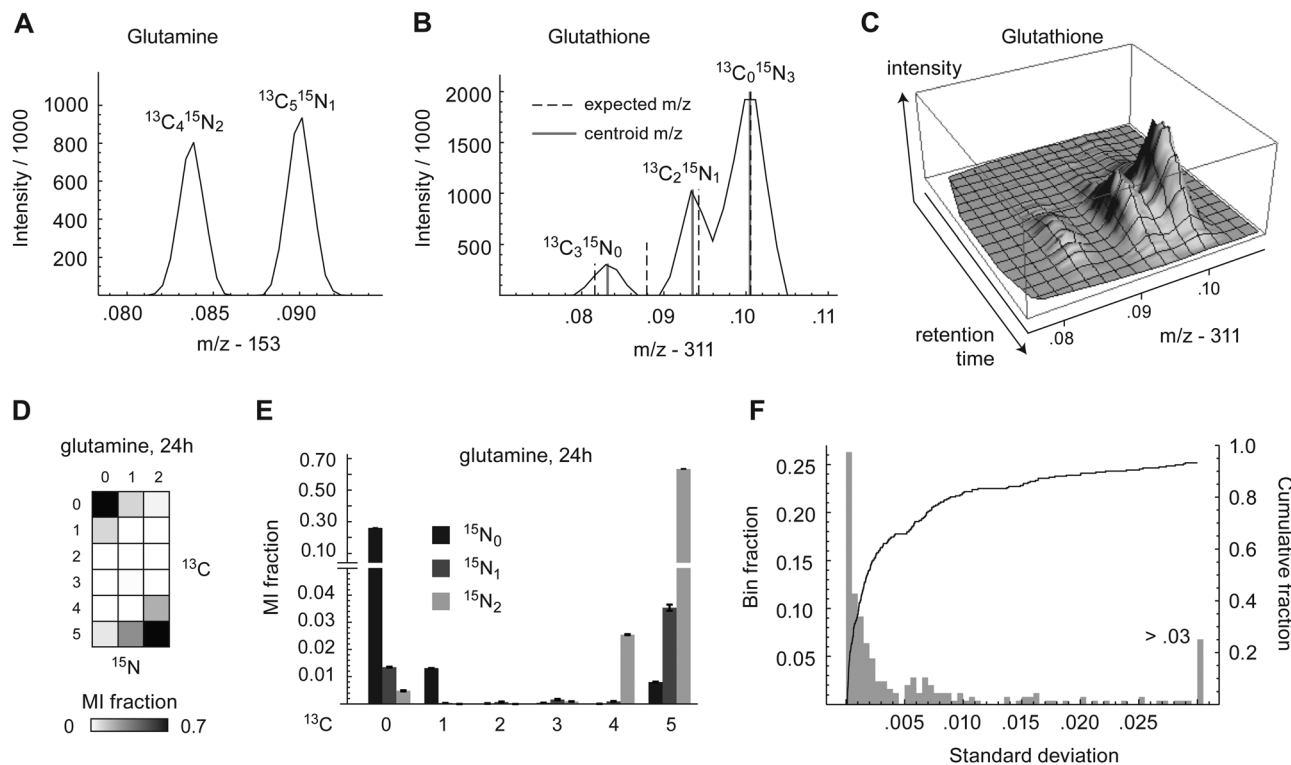 A
Glutamine
Intensity / 1000
1000
800
600
400
200
¹³C₄¹⁵N₂
¹³C₅¹⁵N₁
.080
.085
.090
m/z - 153
B
Glutathione
Intensity / 1000
2000
1500
1000
500
expected m/z
centroid m/z
¹³C₀¹⁵N₃
¹³C₂¹⁵N₁
¹³C₃¹⁵N₀
.08
.09
.10
.11
m/z - 311
C
Glutathione
intensity
retention
time
.08
.09
.10
m/z - 311
D
glutamine, 24h
0 1 2
0
1
2
3
4
5
¹³C
¹⁵N
MI fraction
0 0.7
E
glutamine, 24h
MI fraction
0.70
0.50
0.30
0.10
0.04
0.03
0.02
0.01
¹⁵N₀
¹⁵N₁
¹⁵N₂
¹³C 0 1 2 3 4 5
F
Bin fraction
0.25
0.20
0.15
0.10
0.05
Cumulative fraction
1.0
0.8
0.6
0.4
0.2
> .03
.005 .010 .015 .020 .025
Standard deviation